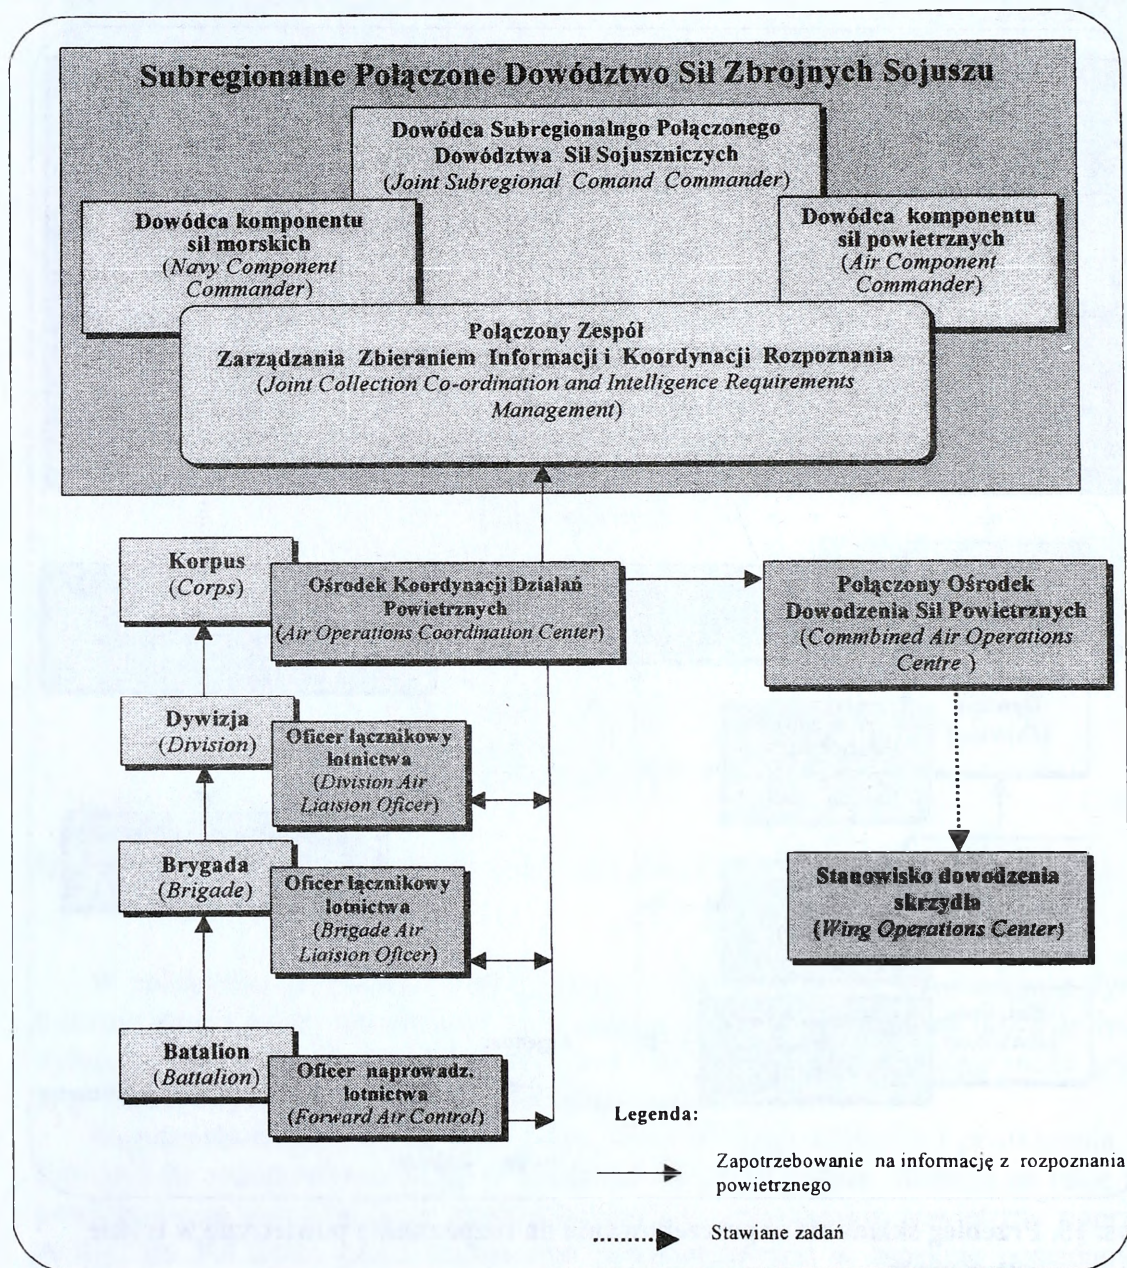 Subregionalne Połączone Dowództwo Sił Zbrojnych Sojuszu
Dowódca Subregionalngo Połączonego
Dowództwa Sił Sojuszniczych
(Joint Subregional Comand Commander)
Dowódca komponentu
sił morskich
(Navy Component
Commander)
Dowódca komponentu
sił powietrznych
(Air Component
Commander)
Połączony Zespół
Zarządzania Zbieraniem Informacji i Koordynacji Rozpoznania
(Joint Collection Co-ordination and Intelligence Requirements
Management)
Korpus
(Corps)
Ośrodek Koordynacji Działań
Powietrznych
(Air Operations Coordination Center)
Połączony Ośrodek
Dowodzenia Sił Powietrznych
(Commbined Air Operations
Centre )
Dywizja
(Division)
Oficer łącznikowy
lotnictwa
(Division Air
Liaision Oficer)
Brygada
(Brigade)
Oficer łącznikowy
lotnictwa
(Brigade Air
Liaision Oficer)
Stanowisko dowodzenia
skrzydła
(Wing Operations Center)
Batalion
(Battalion)
Oficer naprowadz.
lotnictwa
(Forward Air Control)
Legenda:
Zapotrzebowanie na informację z rozpoznania
powietrznego
Stawiane zadań